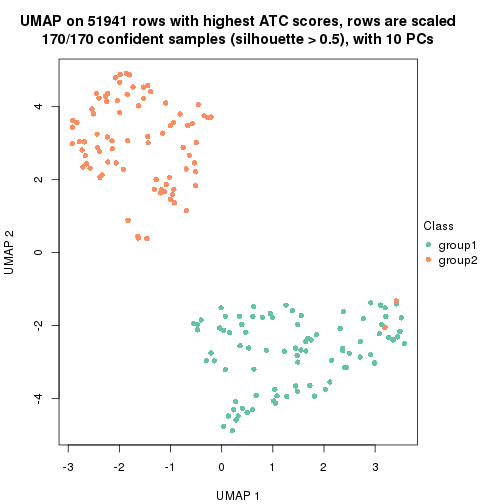 UMAP on 51941 rows with highest ATC scores, rows are scaled
170/170 confident samples (silhouette > 0.5), with 10 PCs
4
2
0
-2
-4
UMAP 2
-3
-2
-1
0
1
2
3
UMAP 1
Class
group1
group2